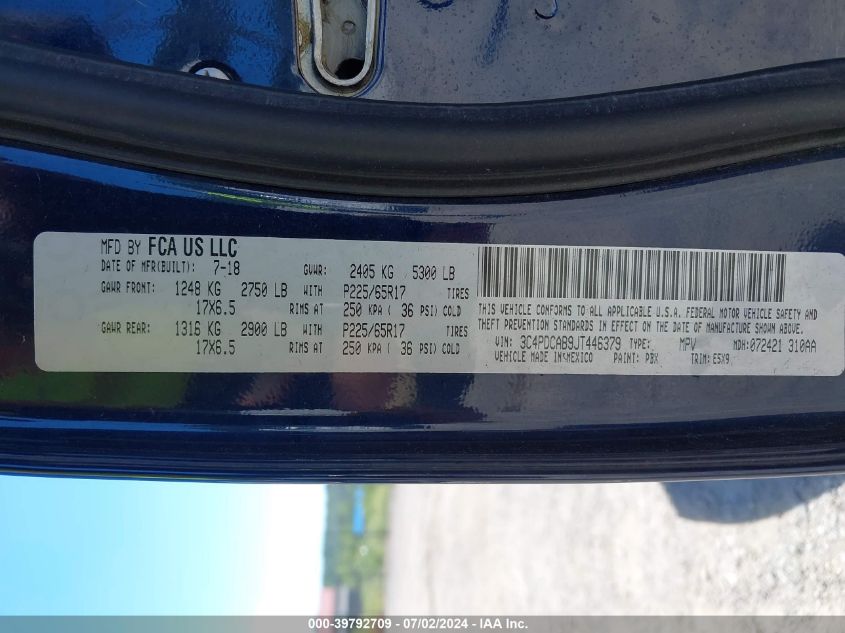 MFD BY FCA US LLC
DATE OF MFR(BUILT): 7-18 GVWR: 2405 KG 5300 LB
GAWR FRONT: 1248 KG 2750 LB WITH P225/65R17 TIRES
17X6.5 RIMS AT 250 KPA ( 36 PSI) COLD
GAWR REAR: 1316 KG 2900 LB WITH P225/65R17 TIRES
17X6.5 RIMS AT 250 KPA ( 36 PSI) COLD
THIS VEHICLE CONFORMS TO ALL APPLICABLE U.S.A. FEDERAL MOTOR VEHICLE SAFETY AND
THEFT PREVENTION STANDARDS IN EFFECT ON THE DATE OF MANUFACTURE SHOWN ABOVE.
VIN: 3C4PDCAB9JT446379 TYPE: MPV MDH: 072421 310AA
VEHICLE MADE IN MEXICO PAINT: PBX TRIM: E5X9
000-39792709 - 07/02/2024 - IAA Inc.